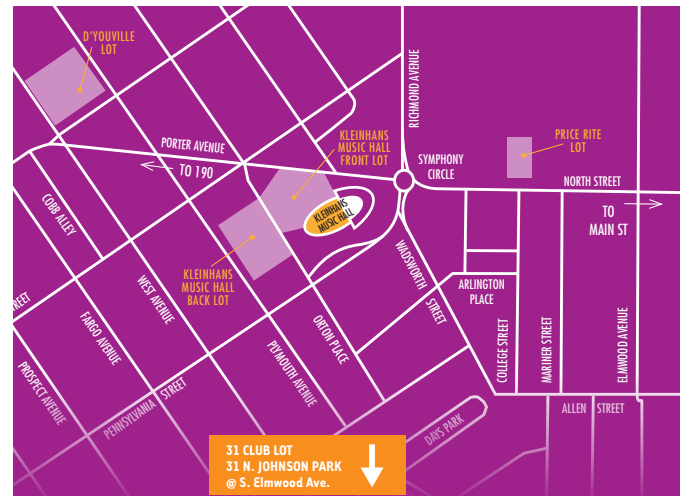 D'YOUVILLE
LOT
RICHMOND AVENUE
PORTER AVENUE
TO 190
KLEINHANS
MUSIC HALL
FRONT LOT
SYMPHONY
CIRCLE
PRICE RITE
LOT
NORTH STREET
TO
MAIN ST
COBB ALLEY
KLEINHANS
MUSIC HALL
KLEINHANS
MUSIC HALL
BACK LOT
WADSWORTH
STREET
ARLINGTON
PLACE
WEST AVENUE
FARGO AVENUE
PROSPECT AVENUE
PENNSYLVANIA
STREET
PLYMOUTH AVENUE
ORTON PLACE
COLLEGE STREET
MARINER STREET
ELMWOOD AVENUE
ALLEN STREET
DAYS PARK
31 CLUB LOT
31 N. JOHNSON PARK
@ S. Elmwood Ave.